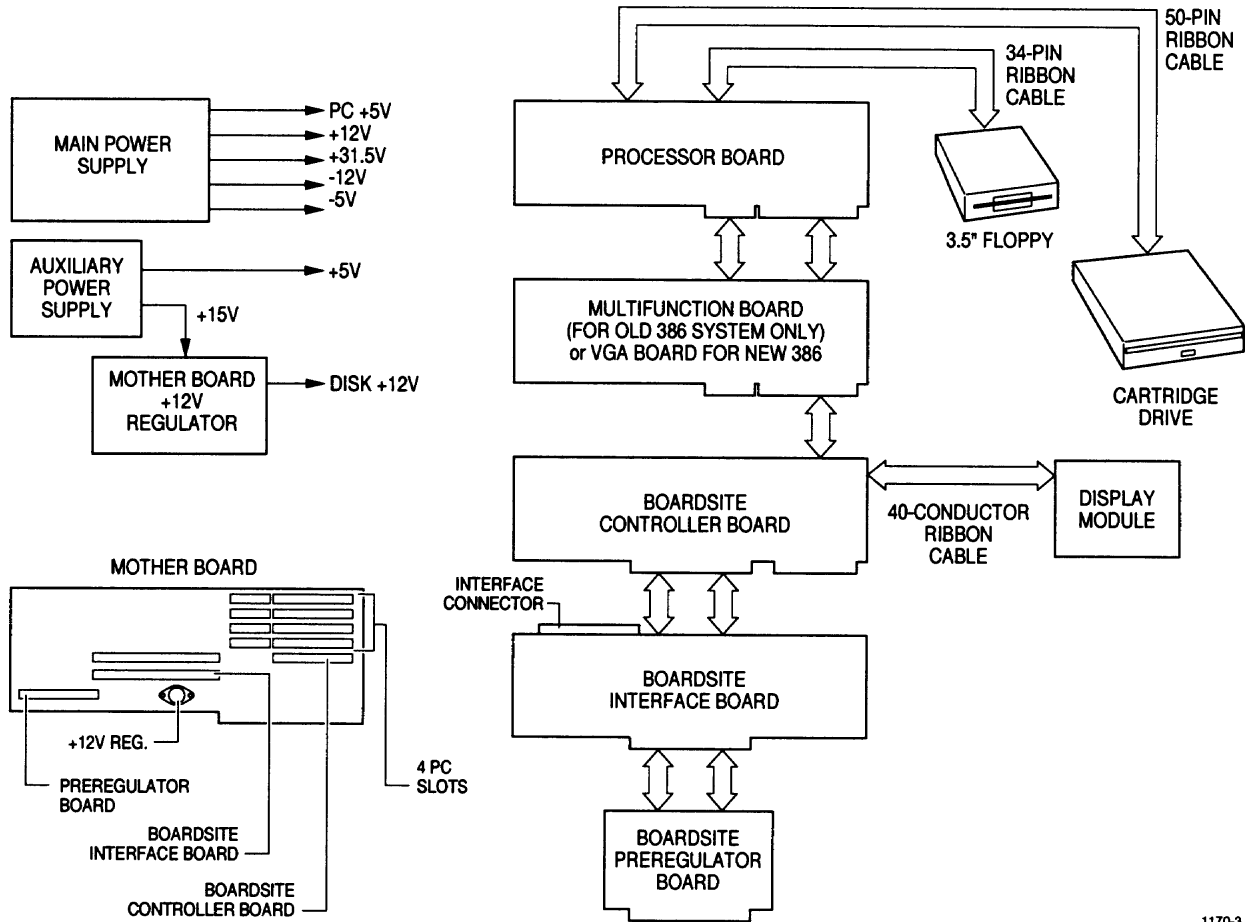 50-PIN
RIBBON
CABLE
34-PIN
RIBBON
CABLE
MAIN POWER
SUPPLY
PC +5V
+12V
+31.5V
-12V
-5V
PROCESSOR BOARD
3.5" FLOPPY
AUXILIARY
POWER
SUPPLY
+5V
+15V
MOTHER BOARD
+12V
REGULATOR
DISK +12V
MULTIFUNCTION BOARD
(FOR OLD 386 SYSTEM ONLY)
or VGA BOARD FOR NEW 386
CARTRIDGE
DRIVE
BOARDSITE
CONTROLLER BOARD
40-CONDUCTOR
RIBBON
CABLE
DISPLAY
MODULE
MOTHER BOARD
INTERFACE
CONNECTOR
BOARDSITE
INTERFACE BOARD
+12V REG.
PREREGULATOR
BOARD
4 PC
SLOTS
BOARDSITE
INTERFACE BOARD
BOARDSITE
CONTROLLER BOARD
BOARDSITE
PREREGULATOR
BOARD
1170-3